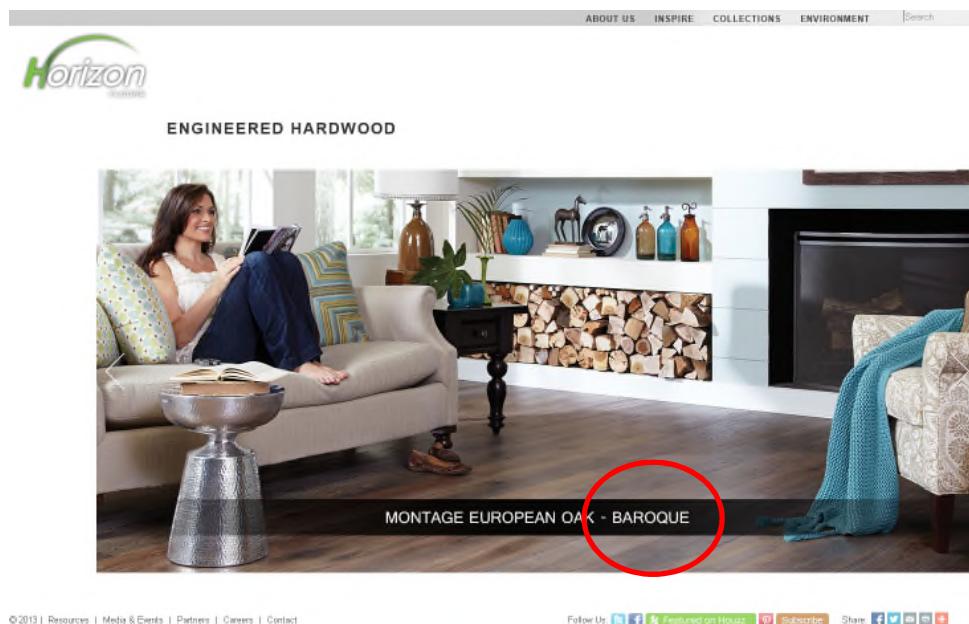 ABOUT US INSPIRE COLLECTIONS ENVIRONMENT Search
Horizon
ENGINEERED HARDWOOD
MONTAGE EUROPEAN OAK - BAROQUE
© 2013 | Resources | Media & Events | Partners | Careers | Contact
Follow Us: Featured on Houzz Subscribe Share: